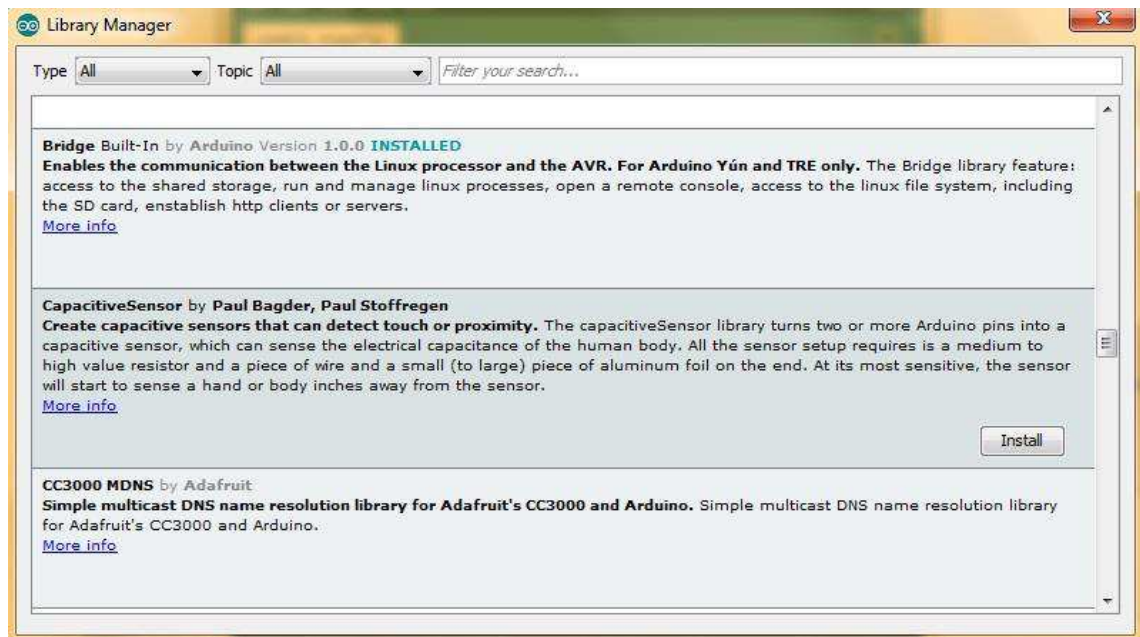 Library Manager
Type All Topic All Filter your search...
Bridge Built-In by Arduino Version 1.0.0 INSTALLED
Enables the communication between the Linux processor and the AVR. For Arduino Yún and TRE only. The Bridge library feature:
access to the shared storage, run and manage linux processes, open a remote console, access to the linux file system, including
the SD card, enstablish http clients or servers.
More info
CapacitiveSensor by Paul Bagder, Paul Stoffregen
Create capacitive sensors that can detect touch or proximity. The capacitiveSensor library turns two or more Arduino pins into a
capacitive sensor, which can sense the electrical capacitance of the human body. All the sensor setup requires is a medium to
high value resistor and a piece of wire and a small (to large) piece of aluminum foil on the end. At its most sensitive, the sensor
will start to sense a hand or body inches away from the sensor.
More info
Install
CC3000 MDNS by Adafruit
Simple multicast DNS name resolution library for Adafruit's CC3000 and Arduino. Simple multicast DNS name resolution library
for Adafruit's CC3000 and Arduino.
More info